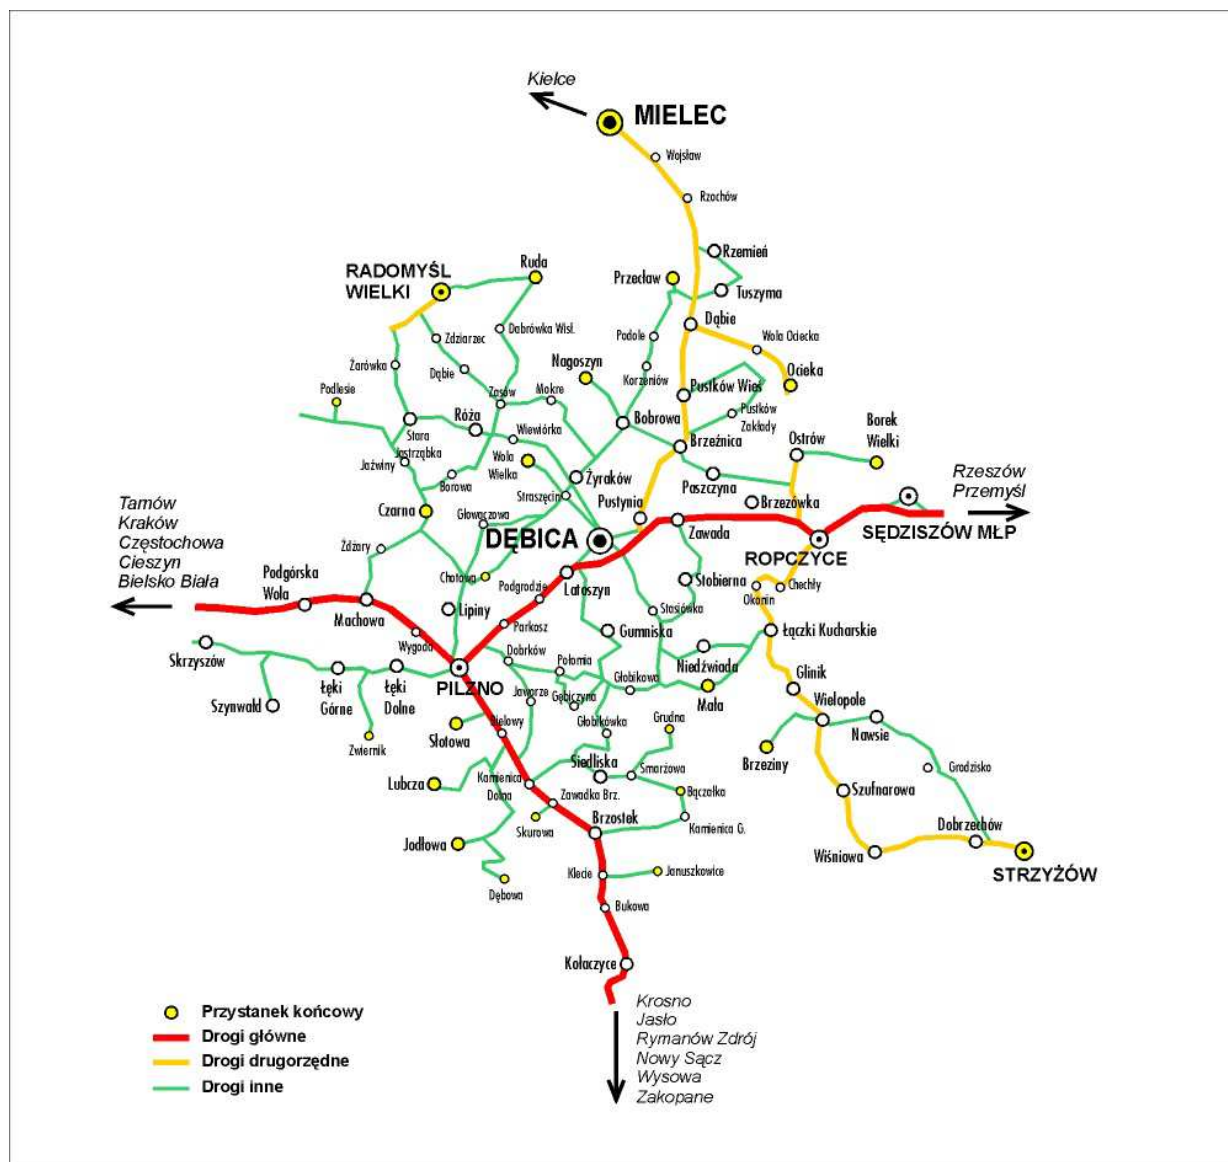 Kielce
MIELEC
Wojsław
Rzochów
Rzemień
Ruda
RADOMYŚL
WIELKI
Przecław
Tuszyma
Dąbie
Dabrówka Wisł.
Zdziarzec
Podole
Wola Ociecka
Nagoszyn
Żarówka
Dąbie
Ocieka
Korzeniów
Podlesie
Zasów
Mokre
Pustków Wieś
Róża
Bobrowa
Pustków
Zakłady
Borek
Wielki
Stara
Jastrząbka
Wiewiórka
Brzeźnica
Ostrów
Jaźwiny
Wola
Wielka
Borowa
Żyraków
Paszczyna
Rzeszów
Przemyśl
Straszęcin
Brzezówka
Tarnów
Kraków
Częstochowa
Cieszyn
Bielsko Biała
Czarna
Głowaczowa
Pustynia
SĘDZISZÓW MŁP
DĘBICA
Zawada
ROPCZYCE
Żdżary
Podgórska
Wola
Chotowa
Podgrodzie
Latoszyn
Stobierna
Chechły
Okonin
Machowa
Lipiny
Stasiówka
Wygoda
Parkosz
Gumniska
Łączki Kucharskie
Skrzyszów
Dobrków
Połomia
Niedźwiada
PILZNO
Łęki
Górne
Łęki
Dolne
Głobikowa
Glinik
Szynwałd
Jaworze
Gębiczyna
Mała
Wielopole
Zwiernik
Słotowa
Bielowy
Głobikówka
Grudna
Nawsie
Brzeziny
Siedliska
Smarżowa
Grodzisko
Lubcza
Kamienica
Dolna
Zawadka Brz.
Bączałka
Szufnarowa
Skurowa
Brzostek
Kamienica G.
Dobrzechów
Jodłowa
Wiśniowa
STRZYŻÓW
Klecie
Januszkowice
Dębowa
Bukowa
Kołaczyce
Krosno
Jasło
Rymanów Zdrój
Nowy Sącz
Wysowa
Zakopane
Przystanek końcowy
Drogi główne
Drogi drugorzędne
Drogi inne